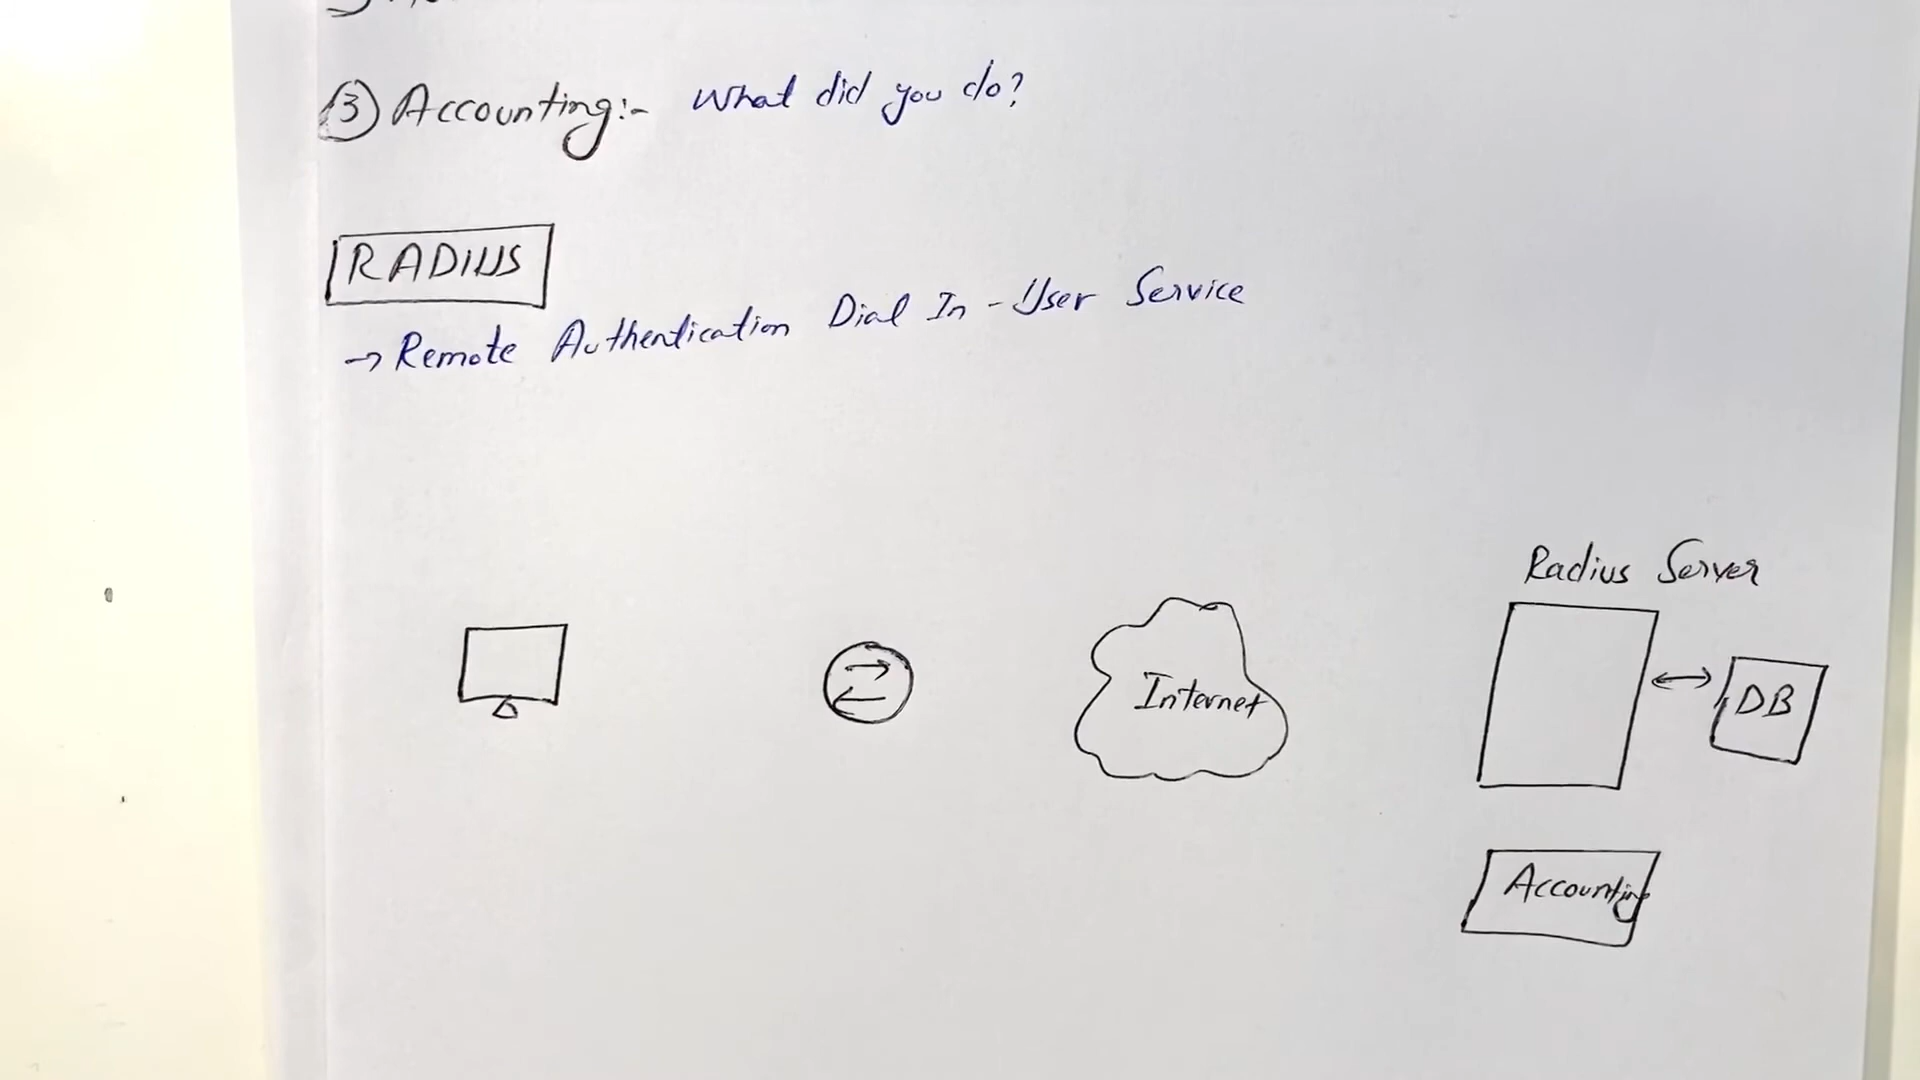 ③ Accounting:- What did you do?
RADIUS
→ Remote Authentication Dial In - User Service
Radius Server
Internet
DB
Accounting